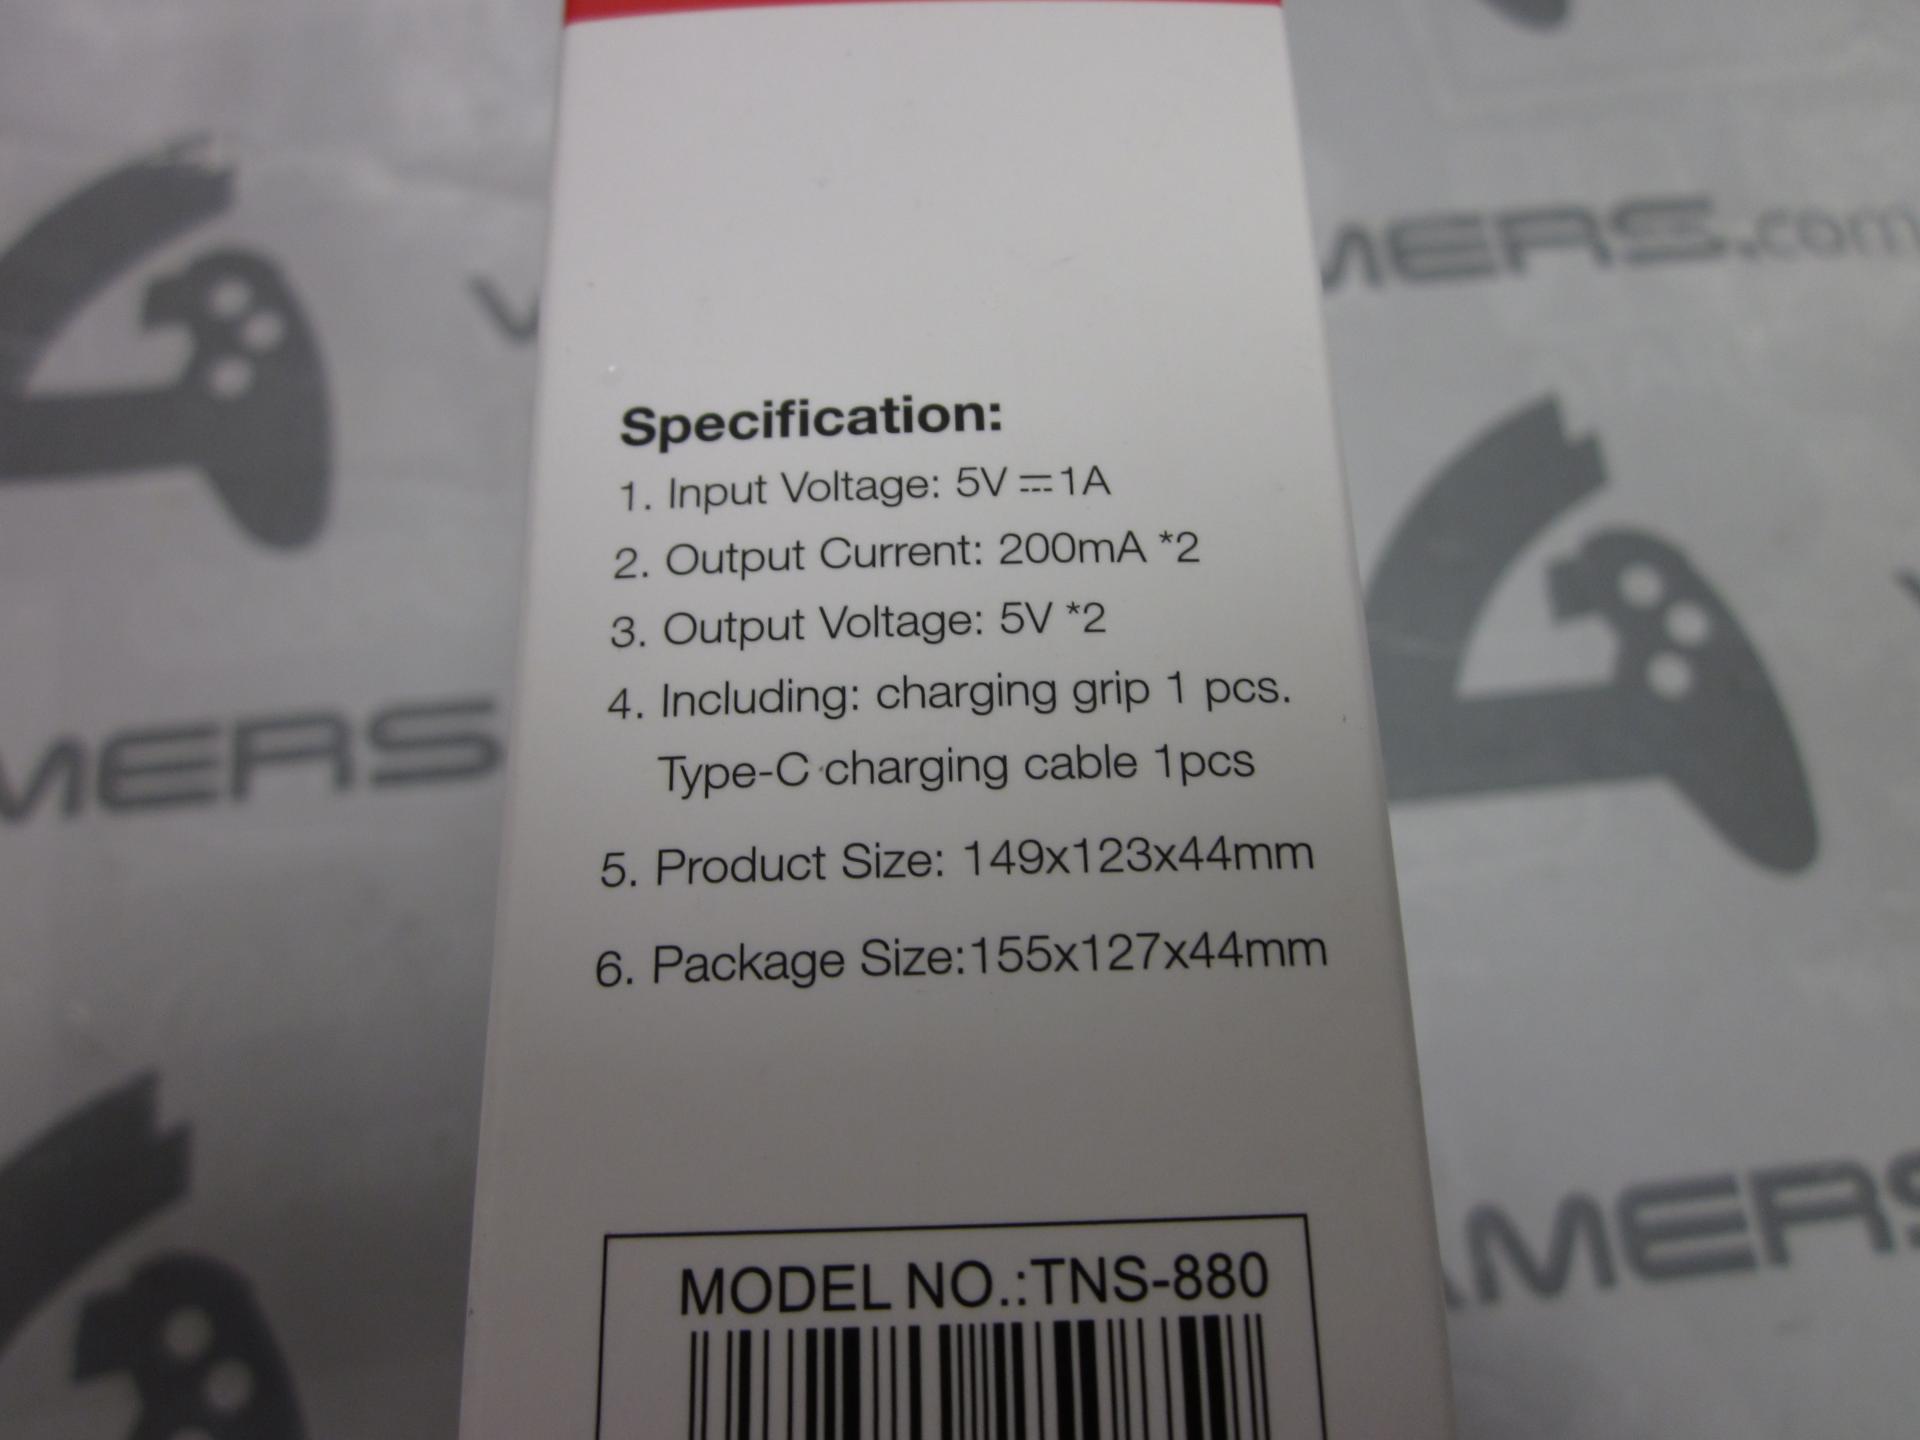 Specification:
1. Input Voltage: 5V⎓1A
2. Output Current: 200mA *2
3. Output Voltage: 5V *2
4. Including: charging grip 1 pcs.
Type-C charging cable 1pcs
5. Product Size: 149x123x44mm
6. Package Size:155x127x44mm
MODEL NO.:TNS-880
MERS.com
MERS
AMERS